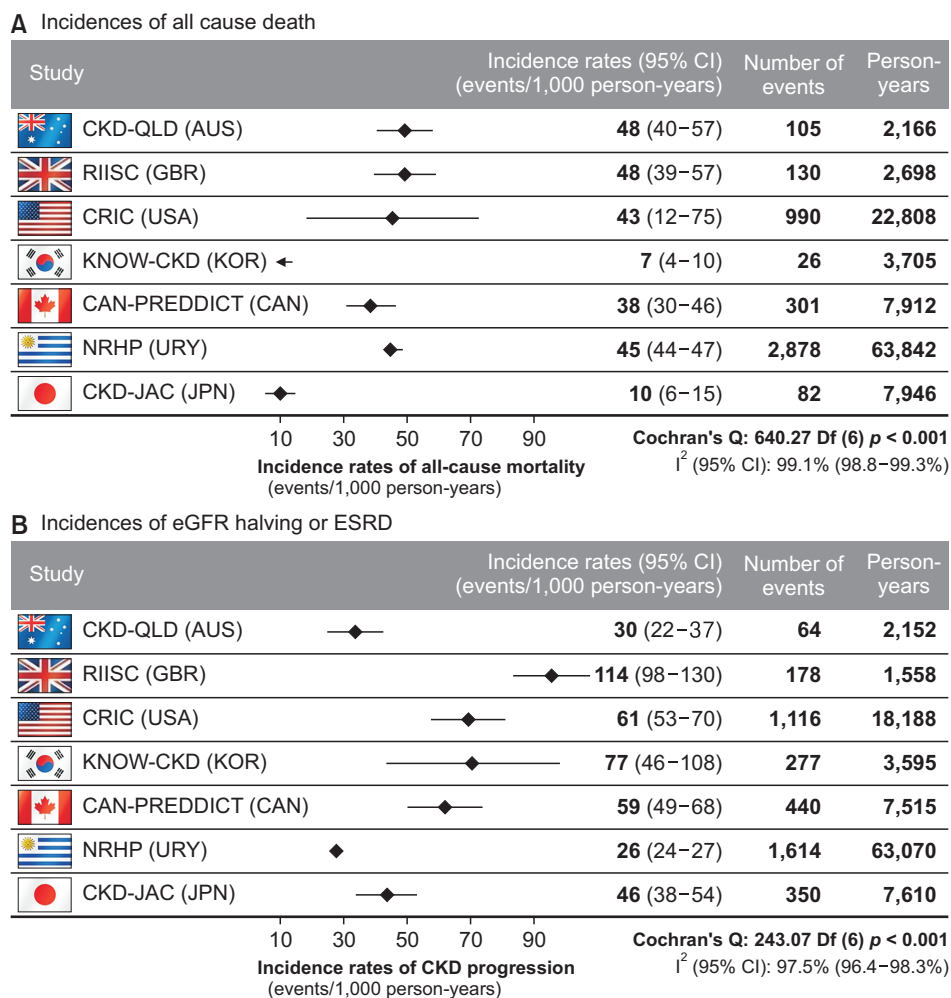 A Incidences of all cause death
Study
Incidence rates (95% CI)
(events/1,000 person-years)
Number of
events
Person-
years
CKD-QLD (AUS) 48 (40–57) 105 2,166
RIISC (GBR) 48 (39–57) 130 2,698
CRIC (USA) 43 (12–75) 990 22,808
KNOW-CKD (KOR) 7 (4–10) 26 3,705
CAN-PREDDICT (CAN) 38 (30–46) 301 7,912
NRHP (URY) 45 (44–47) 2,878 63,842
CKD-JAC (JPN) 10 (6–15) 82 7,946
10 30 50 70 90
Incidence rates of all-cause mortality
(events/1,000 person-years)
Cochran's Q: 640.27 Df (6) p < 0.001
I² (95% CI): 99.1% (98.8–99.3%)
B Incidences of eGFR halving or ESRD
Study
Incidence rates (95% CI)
(events/1,000 person-years)
Number of
events
Person-
years
CKD-QLD (AUS) 30 (22–37) 64 2,152
RIISC (GBR) 114 (98–130) 178 1,558
CRIC (USA) 61 (53–70) 1,116 18,188
KNOW-CKD (KOR) 77 (46–108) 277 3,595
CAN-PREDDICT (CAN) 59 (49–68) 440 7,515
NRHP (URY) 26 (24–27) 1,614 63,070
CKD-JAC (JPN) 46 (38–54) 350 7,610
10 30 50 70 90
Incidence rates of CKD progression
(events/1,000 person-years)
Cochran's Q: 243.07 Df (6) p < 0.001
I² (95% CI): 97.5% (96.4–98.3%)